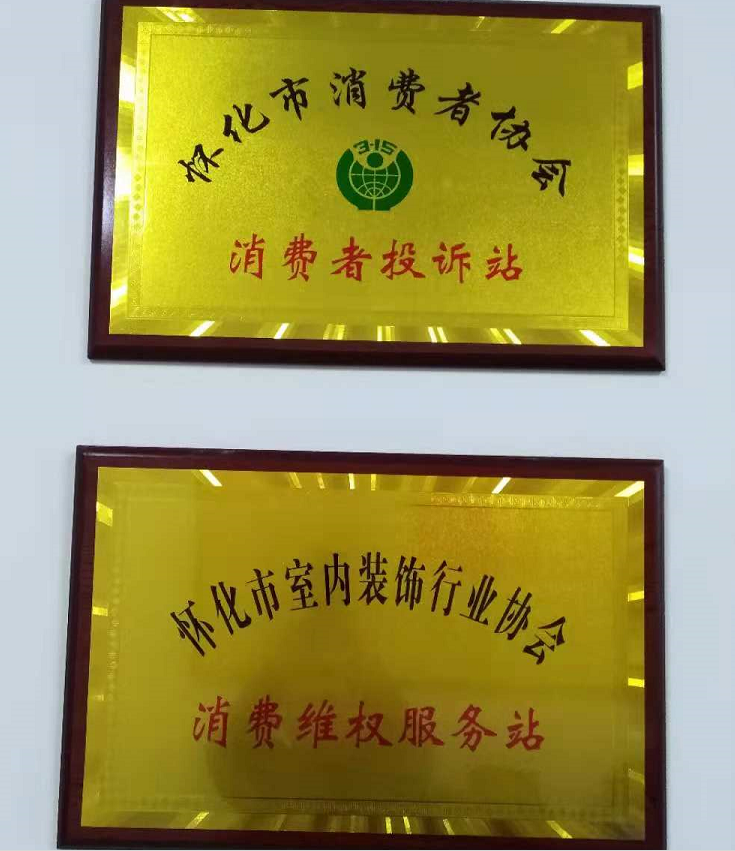 怀化市消费者协会
3·15
消费者投诉站
怀化市室内装饰行业协会
消费维权服务站